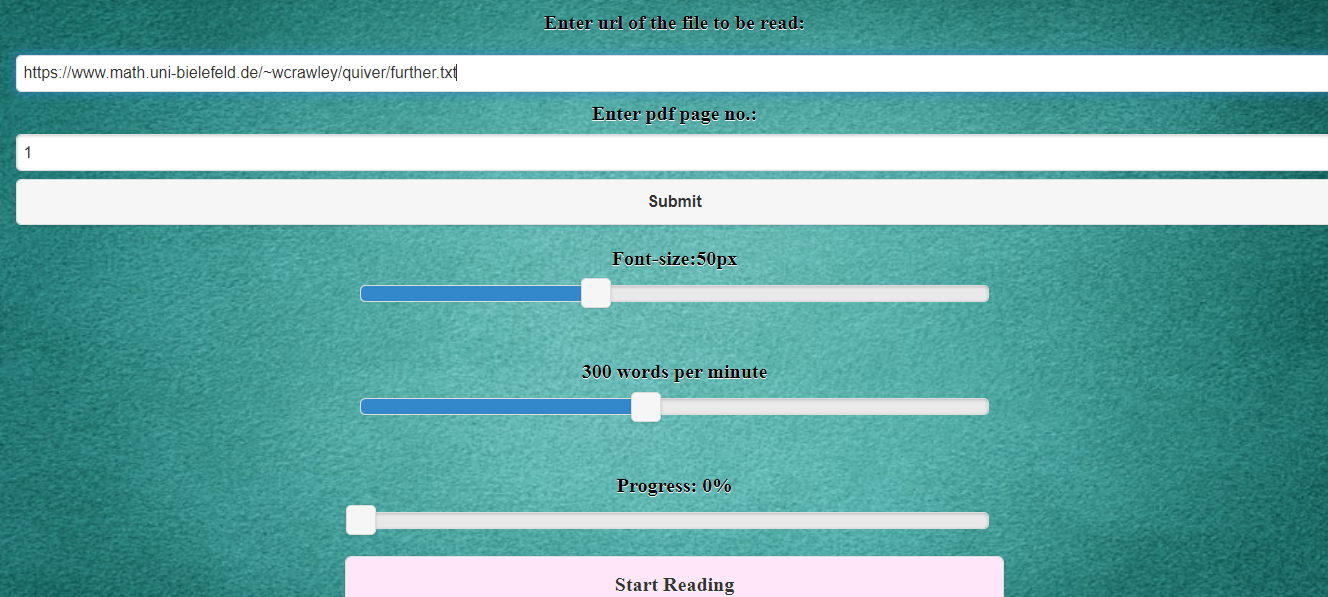 Enter url of the file to be read:
https://www.math.uni-bielefeld.de/~wcrawley/quiver/further.txt
Enter pdf page no.:
1
Submit
Font-size:50px
300 words per minute
Progress: 0%
Start Reading